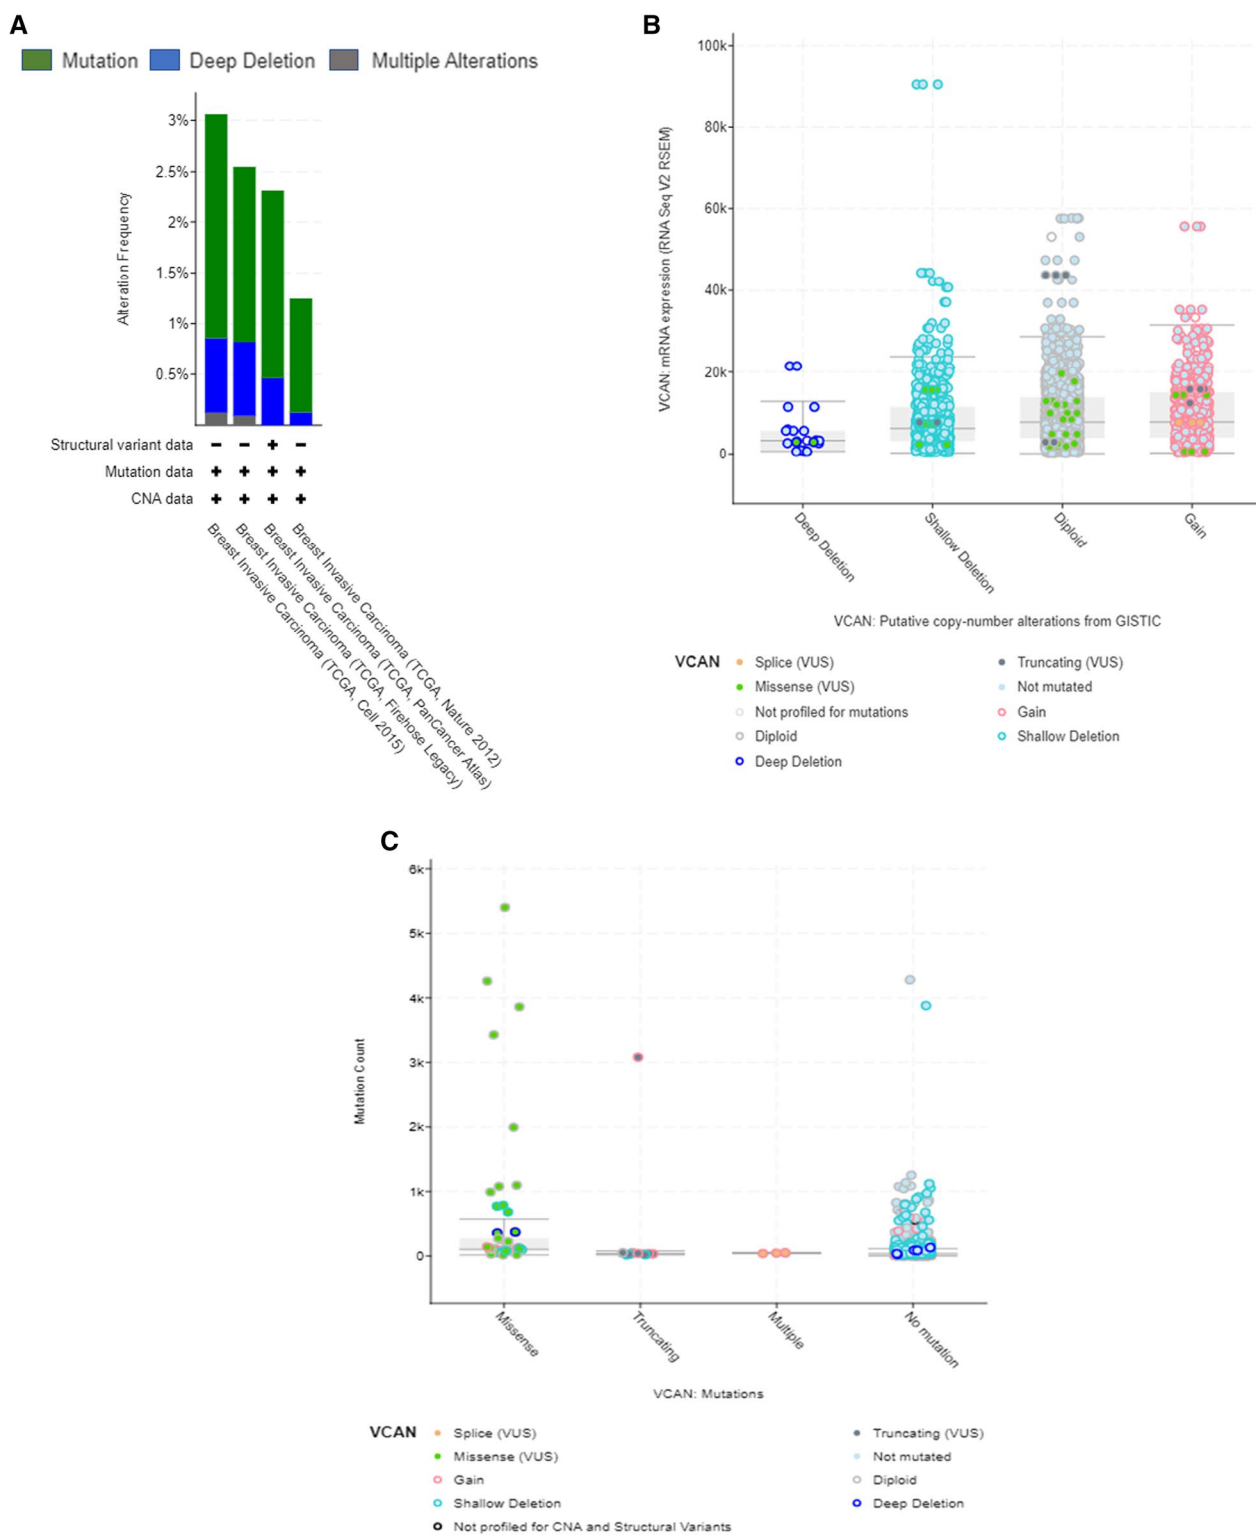 A
Mutation Deep Deletion Multiple Alterations
Alteration Frequency
3%
2.5%
2%
1.5%
1%
0.5%
Structural variant data − − + −
Mutation data + + + +
CNA data + + + +
Breast Invasive Carcinoma (TCGA, Cell 2015)
Breast Invasive Carcinoma (TCGA, Firehose Legacy)
Breast Invasive Carcinoma (TCGA, PanCancer Atlas)
Breast Invasive Carcinoma (TCGA, Nature 2012)
B
VCAN: mRNA expression (RNA Seq V2 RSEM)
100k
80k
60k
40k
20k
0
Deep Deletion
Shallow Deletion
Diploid
Gain
VCAN: Putative copy-number alterations from GISTIC
VCAN
Splice (VUS)
Missense (VUS)
Not profiled for mutations
Diploid
Deep Deletion
Truncating (VUS)
Not mutated
Gain
Shallow Deletion
C
Mutation Count
6k
5k
4k
3k
2k
1k
0
Missense
Truncating
Multiple
No mutation
VCAN: Mutations
VCAN
Splice (VUS)
Missense (VUS)
Gain
Shallow Deletion
Not profiled for CNA and Structural Variants
Truncating (VUS)
Not mutated
Diploid
Deep Deletion